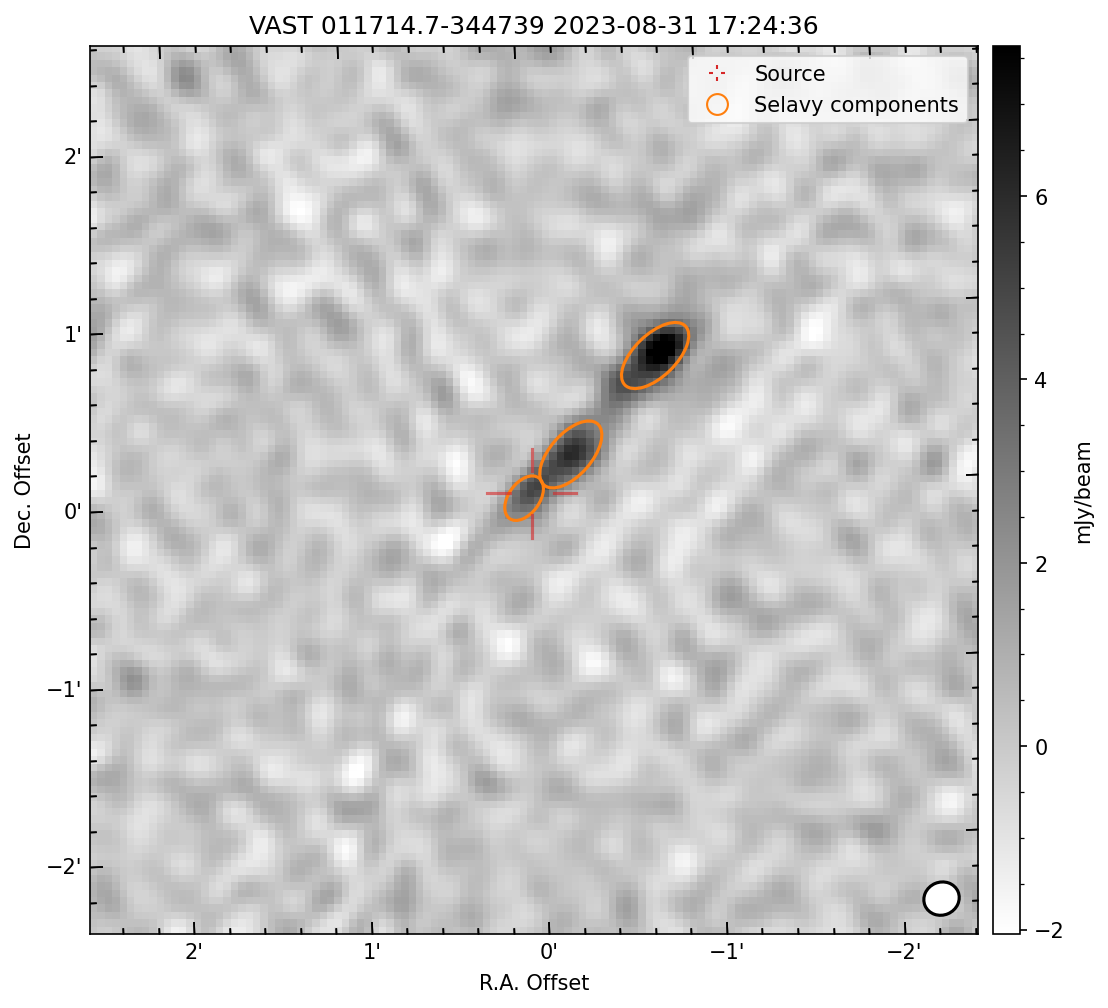 VAST 011714.7-344739 2023-08-31 17:24:36
Source
Selavy components
2'
1'
0'
−1'
−2'
Dec. Offset
2'
1'
0'
−1'
−2'
R.A. Offset
6
4
2
0
−2
mJy/beam